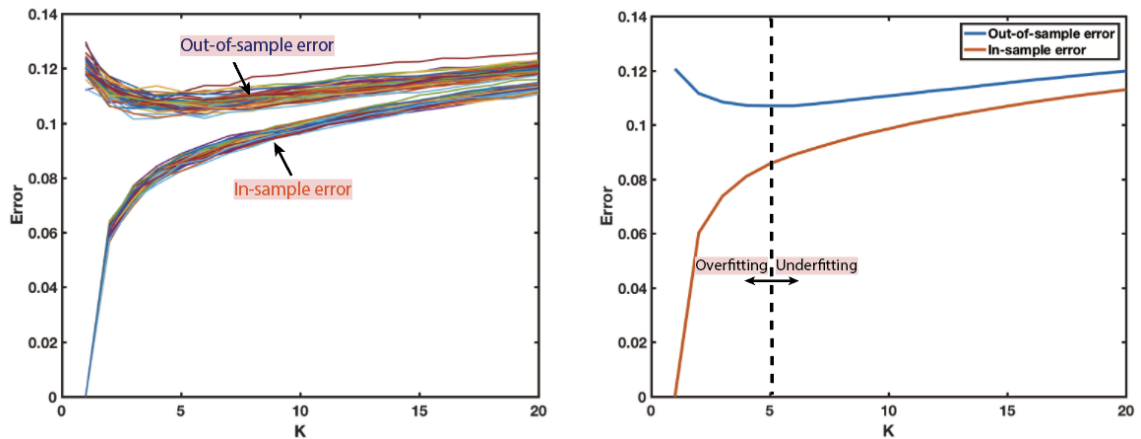 0.14
0.12
0.1
0.08
0.06
0.04
0.02
0
Error
Out-of-sample error
In-sample error
0 5 10 15 20
K
0.14
0.12
0.1
0.08
0.06
0.04
0.02
0
Error
Out-of-sample error
In-sample error
Overfitting Underfitting
0 5 10 15 20
K